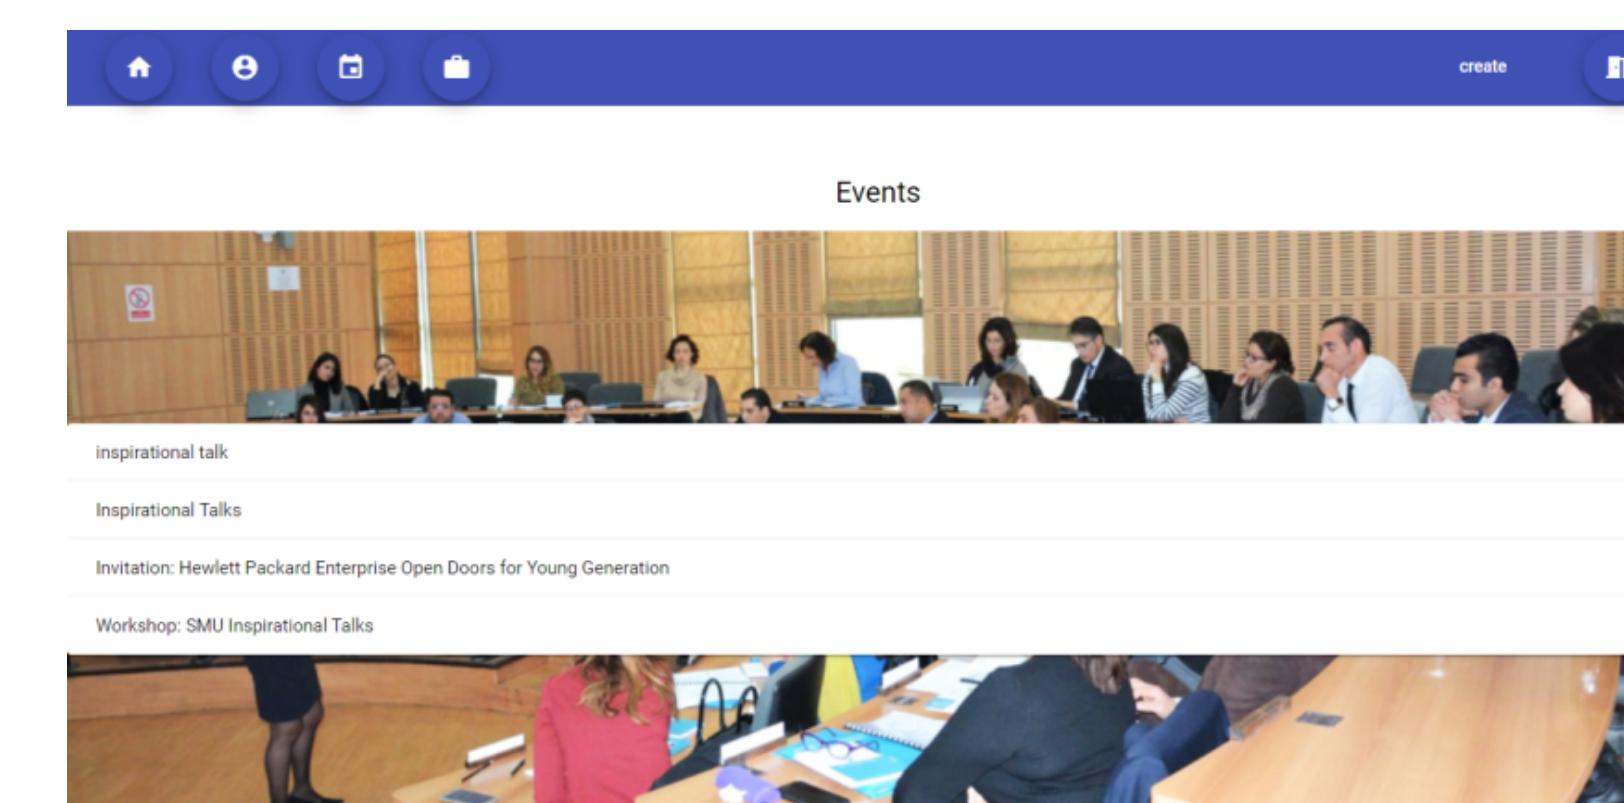 create
Events
inspirational talk
Inspirational Talks
Invitation: Hewlett Packard Enterprise Open Doors for Young Generation
Workshop: SMU Inspirational Talks